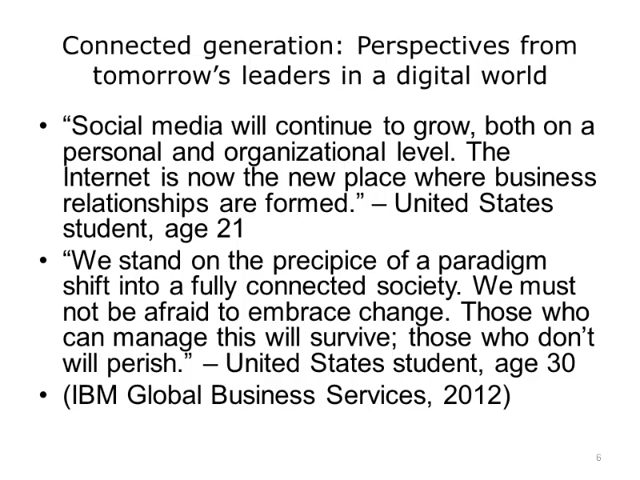 Connected generation: Perspectives from
tomorrow’s leaders in a digital world
• “Social media will continue to grow, both on a
personal and organizational level. The
Internet is now the new place where business
relationships are formed.” – United States
student, age 21
• “We stand on the precipice of a paradigm
shift into a fully connected society. We must
not be afraid to embrace change. Those who
can manage this will survive; those who don’t
will perish.” – United States student, age 30
• (IBM Global Business Services, 2012)
6